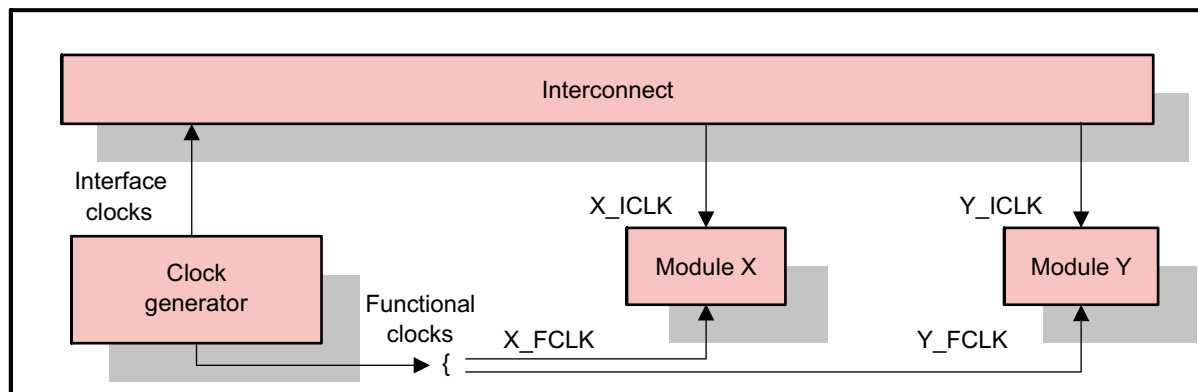 Interconnect
Interface
clocks
X_ICLK
Y_ICLK
Clock
generator
Module X
Module Y
Functional
clocks
{
X_FCLK
Y_FCLK